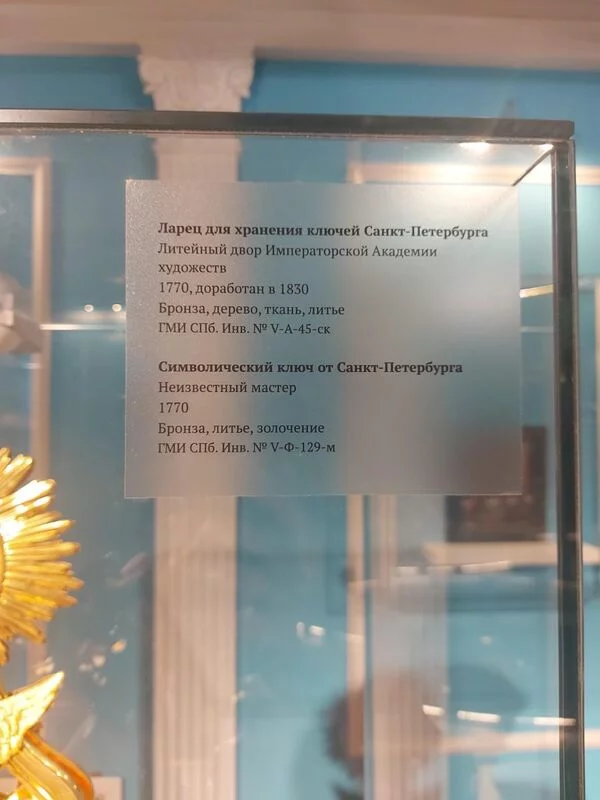 Ларец для хранения ключей Санкт-Петербурга
Литейный двор Императорской Академии
художеств
1770, доработан в 1830
Бронза, дерево, ткань, литье
ГМИ СПб. Инв. № V-А-45-ск
Символический ключ от Санкт-Петербурга
Неизвестный мастер
1770
Бронза, литье, золочение
ГМИ СПб. Инв. № V-Ф-129-м